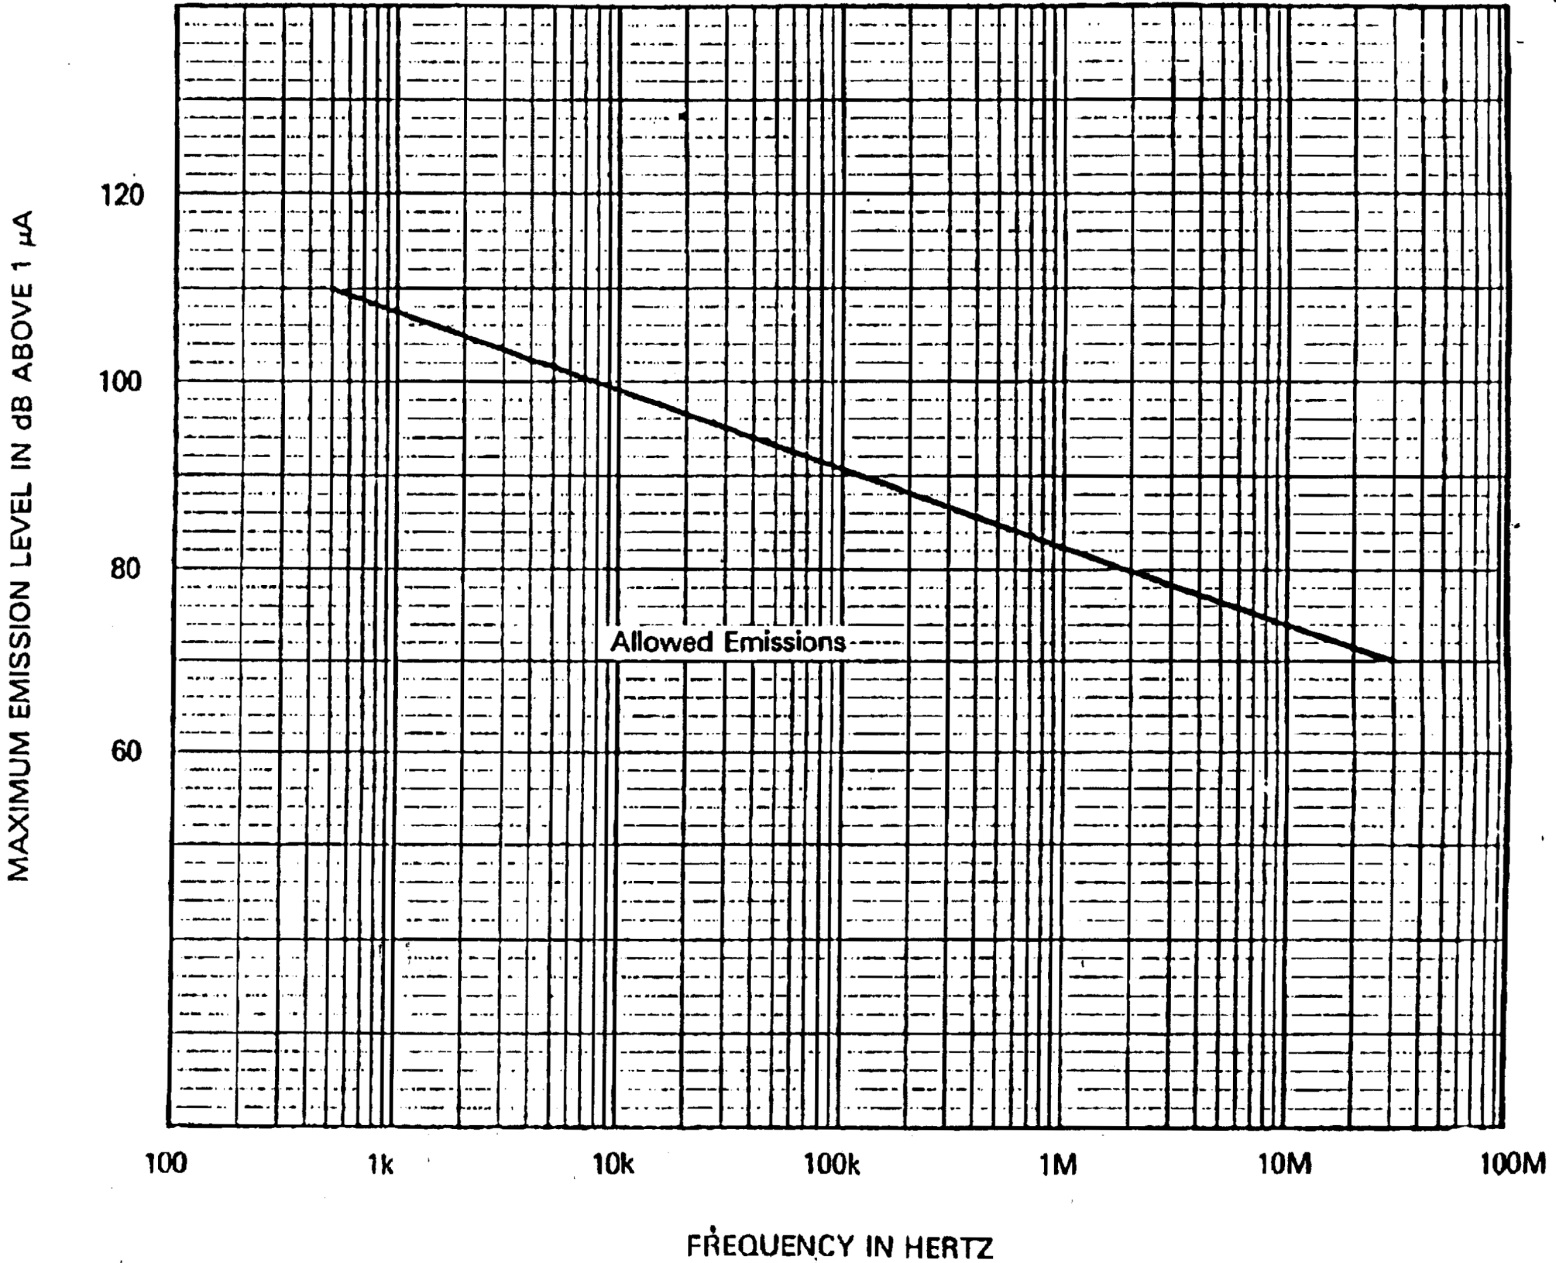 MAXIMUM EMISSION LEVEL IN dB ABOVE 1 µA
120
100
80
60
Allowed Emissions
100 1k 10k 100k 1M 10M 100M
FREQUENCY IN HERTZ